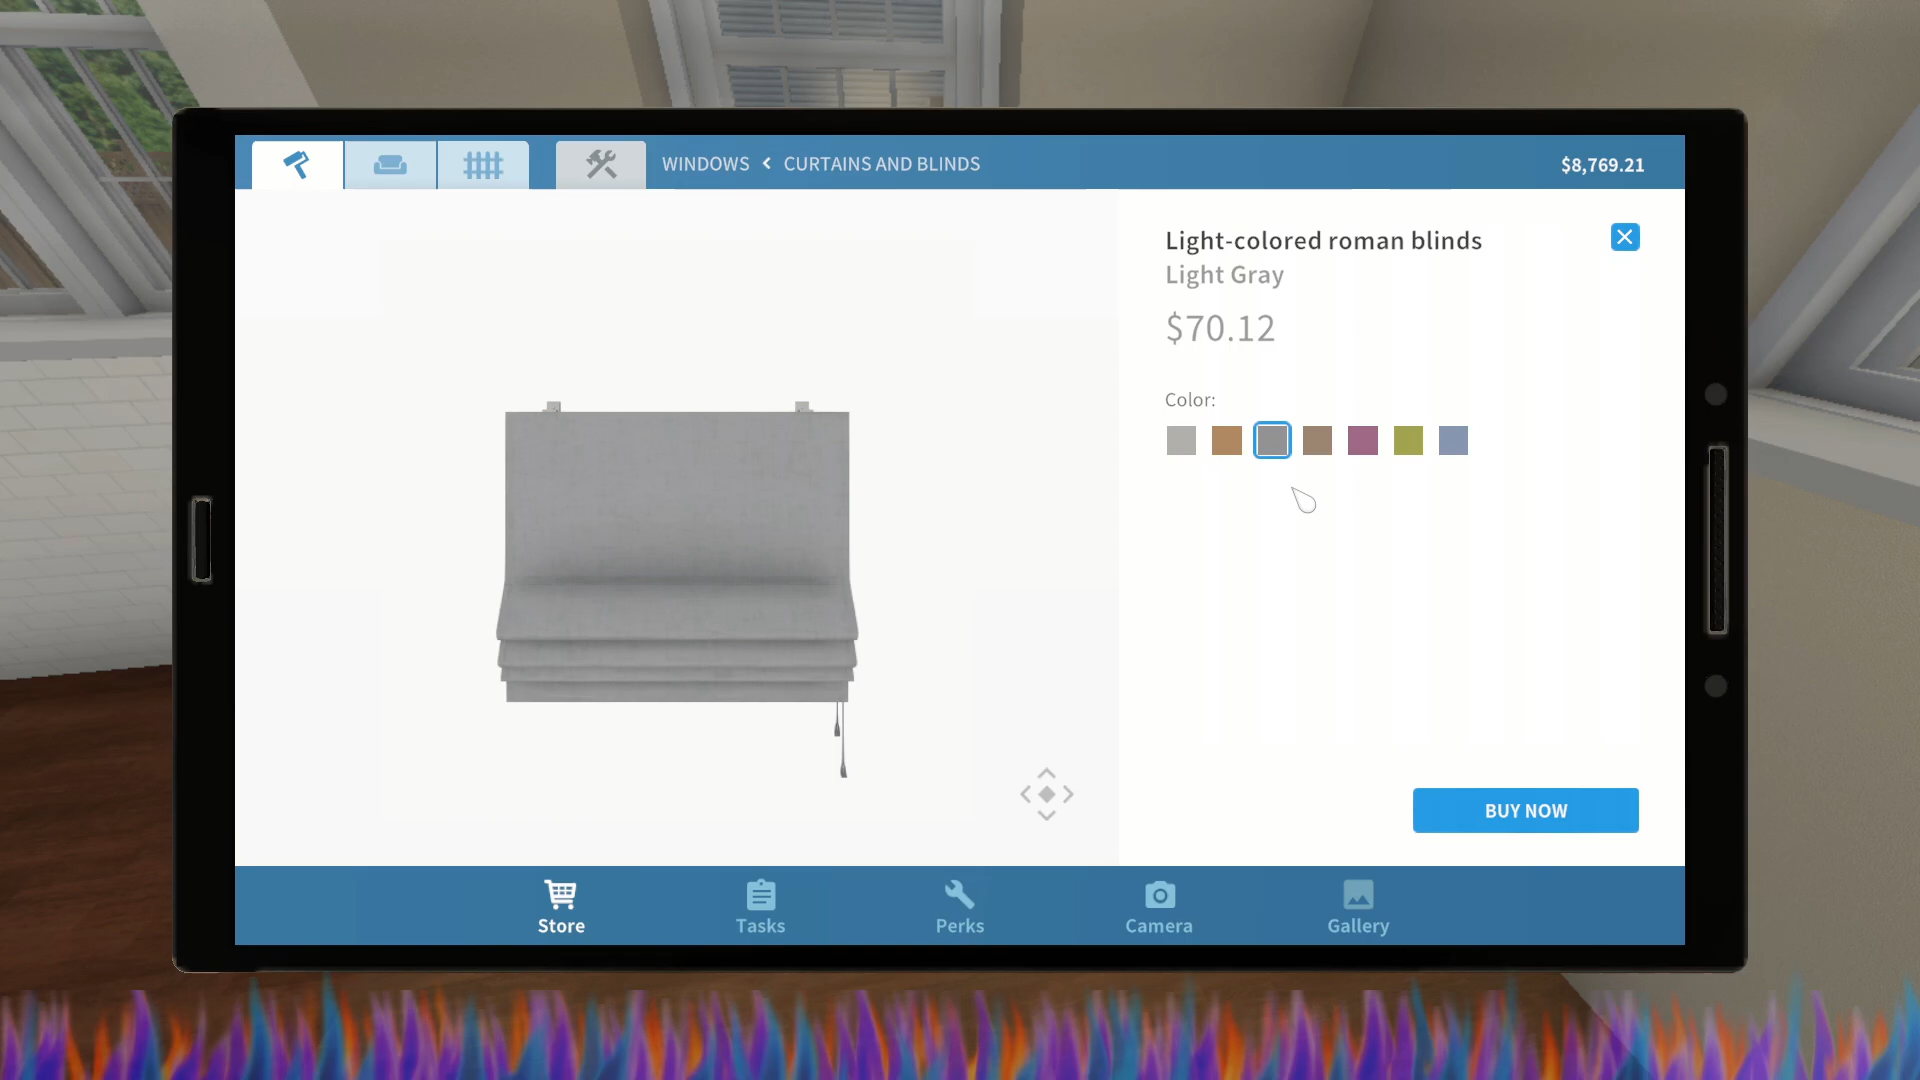 WINDOWS < CURTAINS AND BLINDS
$8,769.21
Light-colored roman blinds
Light Gray
$70.12
Color:
BUY NOW
Store
Tasks
Perks
Camera
Gallery